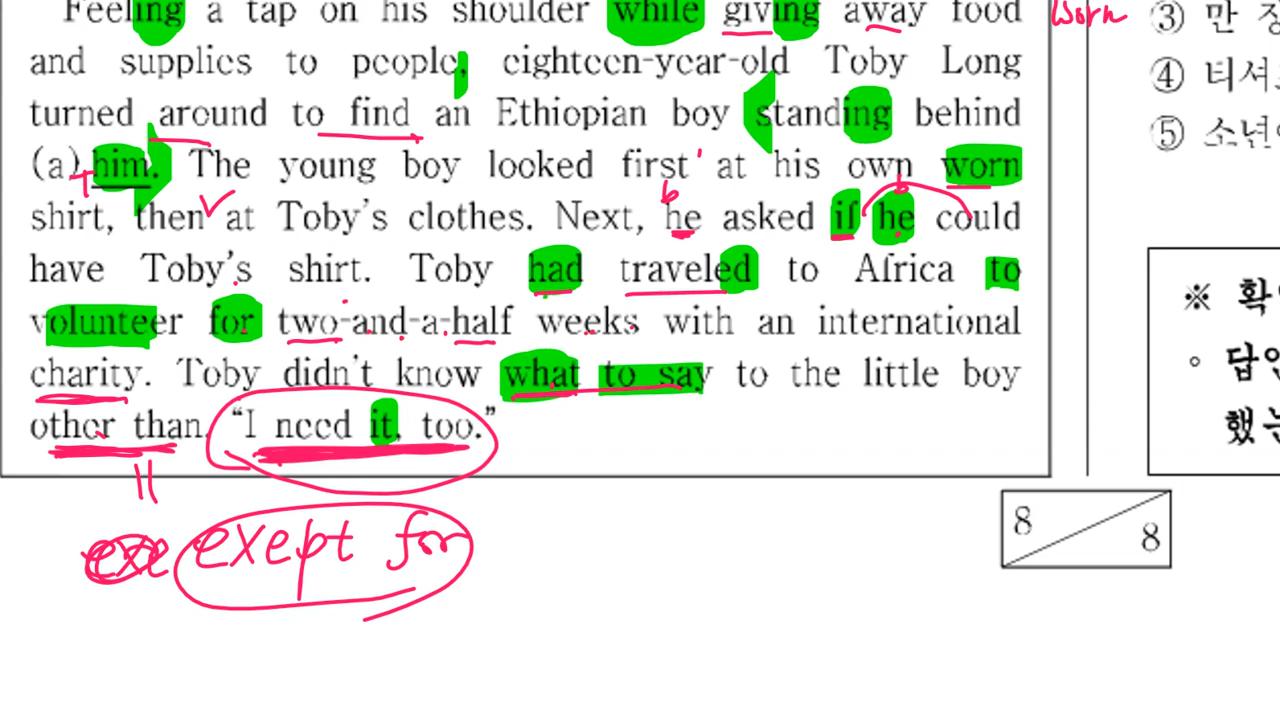 Feeling a tap on his shoulder while giving away food
and supplies to people, eighteen-year-old Toby Long
turned around to find an Ethiopian boy standing behind
(a) him. The young boy looked first at his own worn
shirt, then at Toby's clothes. Next, he asked if he could
have Toby's shirt. Toby had traveled to Africa to
volunteer for two-and-a-half weeks with an international
charity. Toby didn't know what to say to the little boy
other than, “I need it, too.”
exept for
worn
③ 만
④ 티셔
⑤ 소년
※ 확
◦ 답안
했는
8
8
T
b
b